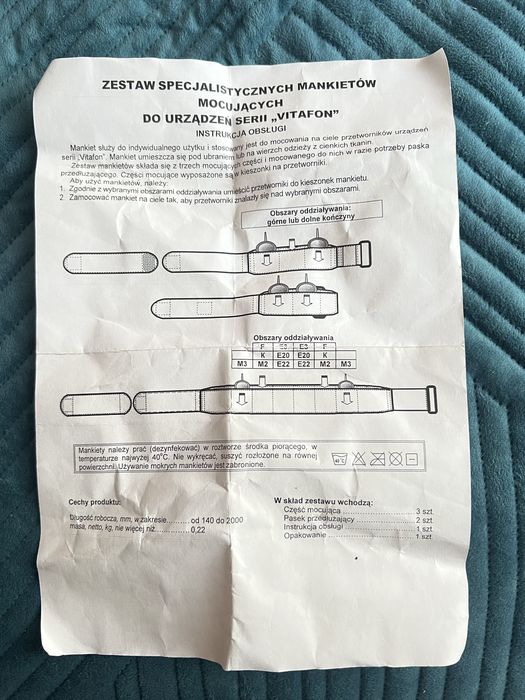 ZESTAW SPECJALISTYCZNYCH MANKIETÓW
MOCUJĄCYCH
DO URZĄDZEŃ SERII „VITAFON"
INSTRUKCJA OBSŁUGI
Mankiet służy do indywidualnego użytku i stosowany jest do mocowania na ciele przetworników urządzeń
serii „Vitafon". Mankiet umieszcza się pod ubraniem lub na wierzch odzieży z cienkich tkanin.
Zestaw mankietów składa się z trzech mocujących części i mocowanego do nich w razie potrzeby paska
przedłużającego. Części mocujące wyposażone są w kieszonki na przetworniki.
Aby użyć mankietów, należy:
1. Zgodnie z wybranymi obszarami oddziaływania umieścić przetworniki do kieszonek mankietu.
2. Zamocować mankiet na ciele tak, aby przetworniki znalazły się nad wybranymi obszarami.
Obszary oddziaływania:
górne lub dolne kończyny
Obszary oddziaływania
F E3 E3 F
K E20 E20 K
M3 M2 E22 E22 M2 M3
Mankiety należy prać (dezynfekować) w roztworze środka piorącego, w
temperaturze najwyżej 40°C. Nie wykręcać, suszyć rozłożone na równej
powierzchni. Używanie mokrych mankietów jest zabronione.
40°C
Cechy produktu:
Długość robocza, mm, w zakresie.........od 140 do 2000
masa, netto, kg, nie więcej niż............0,22
W skład zestawu wchodzą:
Część mocująca ........................ 3 szt.
Pasek przedłużający ................... 2 szt.
Instrukcja obsługi .................... 1 szt.
Opakowanie ............................ 1 szt.